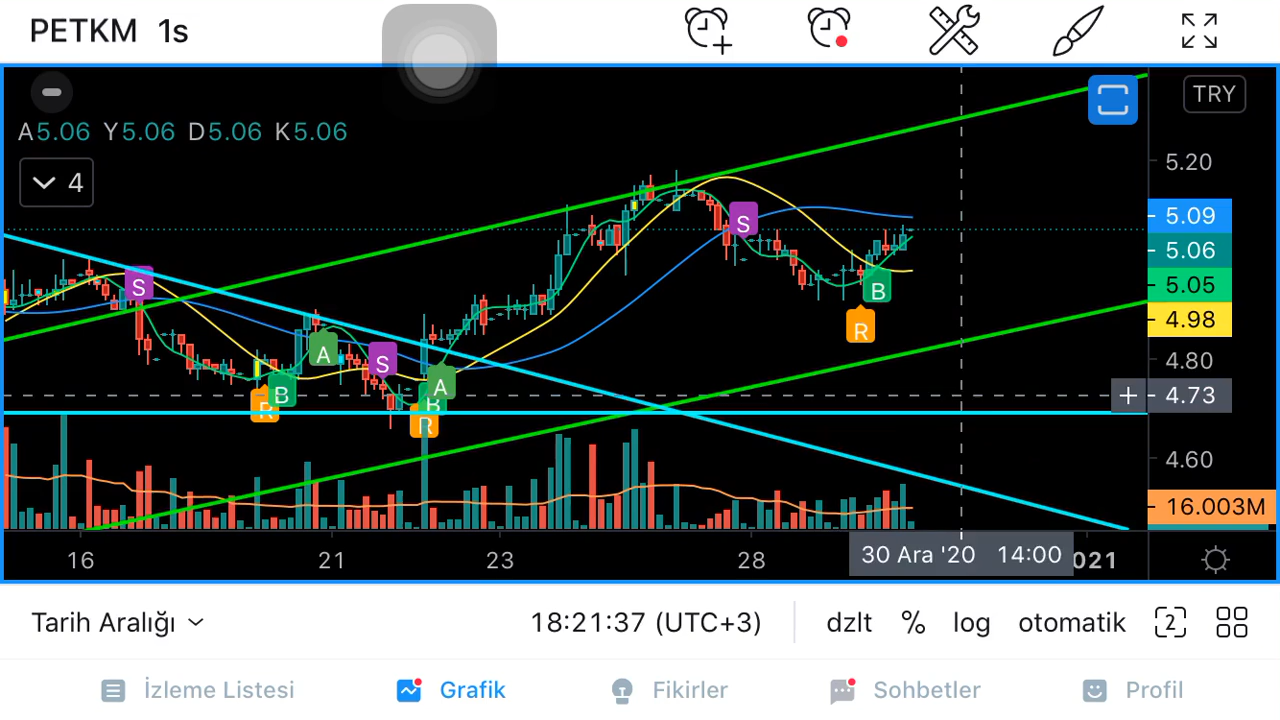 PETKM 1s
TRY
A5.06 Y5.06 D5.06 K5.06
4
5.20
5.09
5.06
5.05
4.98
4.80
4.73
4.60
16.003M
S
S
S
A
A
B
B
B
R
R
R
16 21 23 28 30 Ara '20 14:00 021
Tarih Aralığı 18:21:37 (UTC+3) dzlt % log otomatik 2
İzleme Listesi Grafik Fikirler Sohbetler Profil